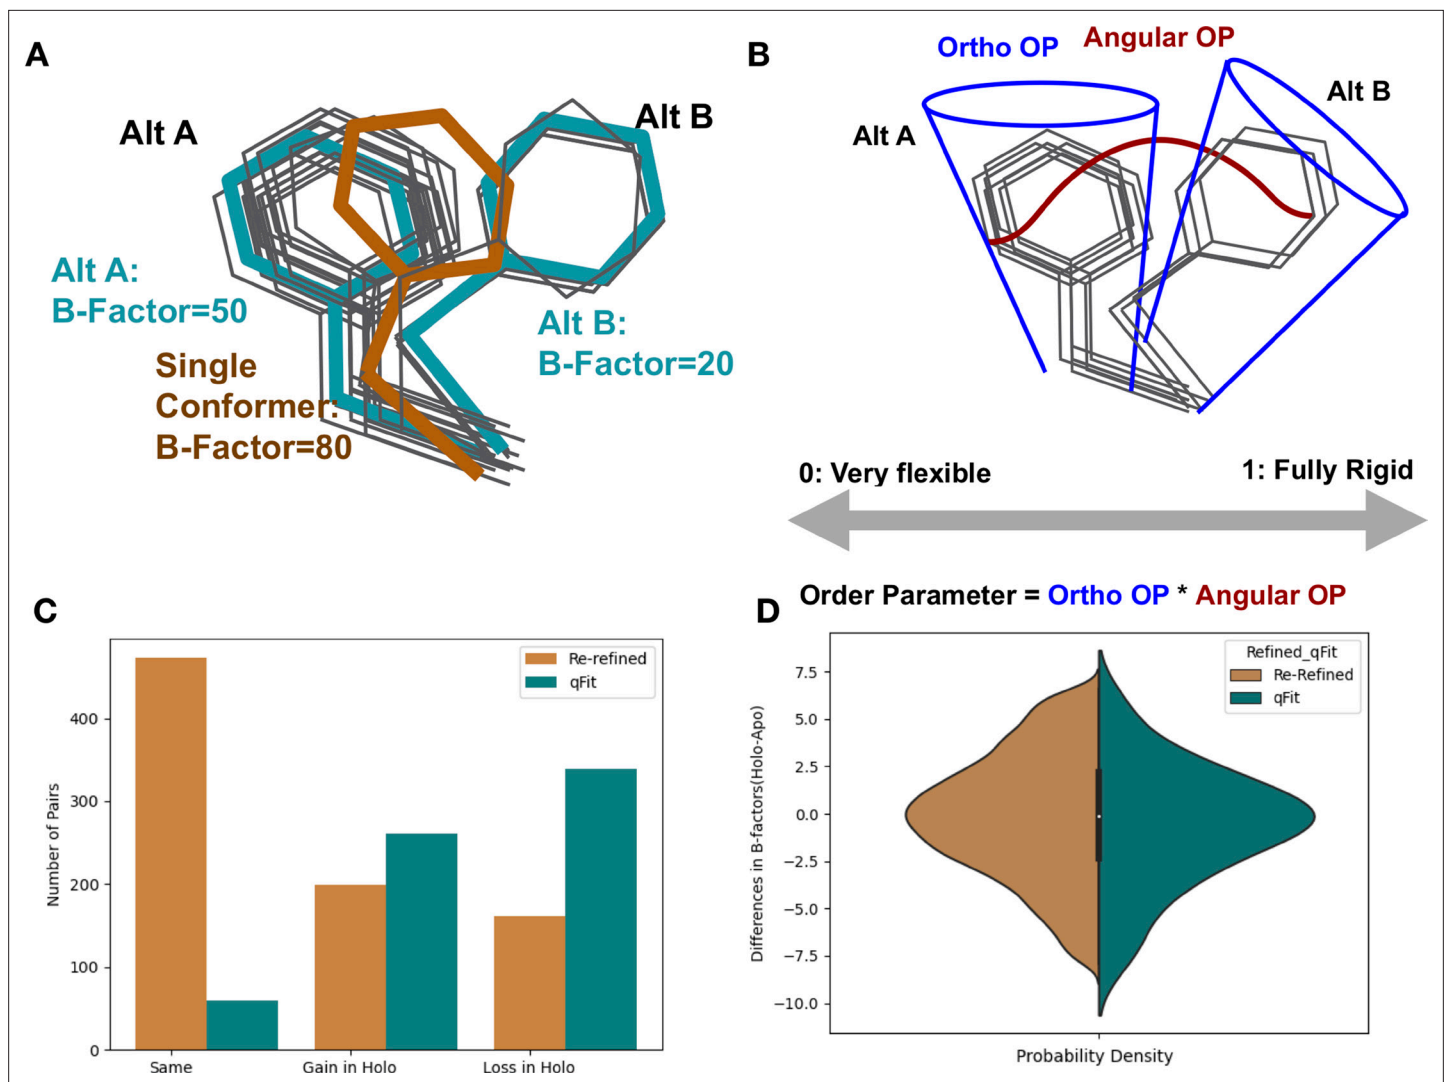 A
Alt A
Alt B
Alt A:
B-Factor=50
Alt B:
B-Factor=20
Single
Conformer:
B-Factor=80
B
Ortho OP
Angular OP
Alt A
Alt B
0: Very flexible
1: Fully Rigid
Order Parameter = Ortho OP * Angular OP
C
Number of Pairs
400
300
200
100
0
Same
Gain in Holo
Loss in Holo
Re-refined
qFit
D
Differences in B-factors(Holo-Apo)
7.5
5.0
2.5
0.0
−2.5
−5.0
−7.5
−10.0
Probability Density
Refined_qFit
Re-Refined
qFit